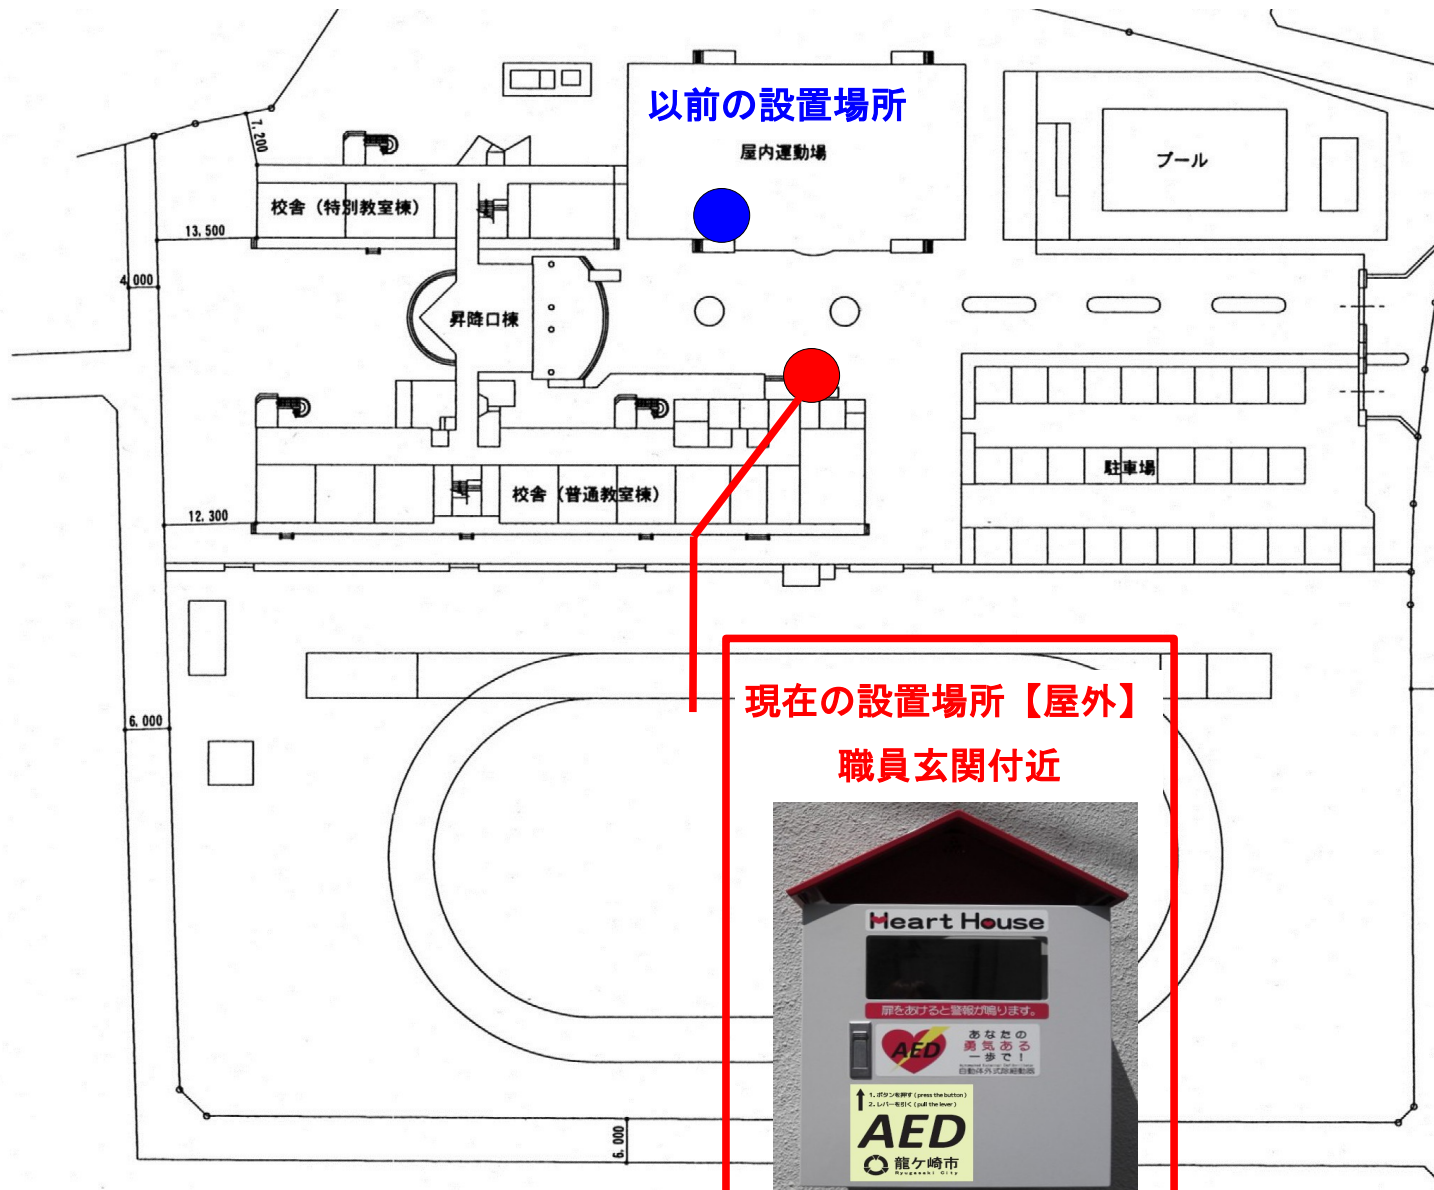 以前の設置場所
屋内運動場
プール
7,200
校舎（特別教室棟）
13,500
4,000
昇降口棟
駐車場
校舎（普通教室棟）
12,300
6,000
現在の設置場所【屋外】
職員玄関付近
Heart House
扉をあけると警報が鳴ります。
AED
あなたの
勇気ある
一歩で！
自動体外式除細動器
1. ボタンを押す (press the button)
2. レバーを引く (pull the lever)
AED
龍ケ崎市
Ryugasaki City
6,000